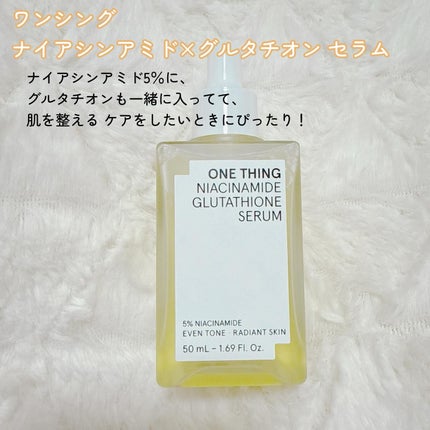 ワンシング
ナイアシンアミド×グルタチオン セラム
ナイアシンアミド5%に、
グルタチオンも一緒に入ってて、
肌を整える ケアをしたいときにぴったり！
ONE THING
NIACINAMIDE
GLUTATHIONE
SERUM
5% NIACINAMIDE
EVEN TONE · RADIANT SKIN
50 mL – 1.69 Fl. Oz.